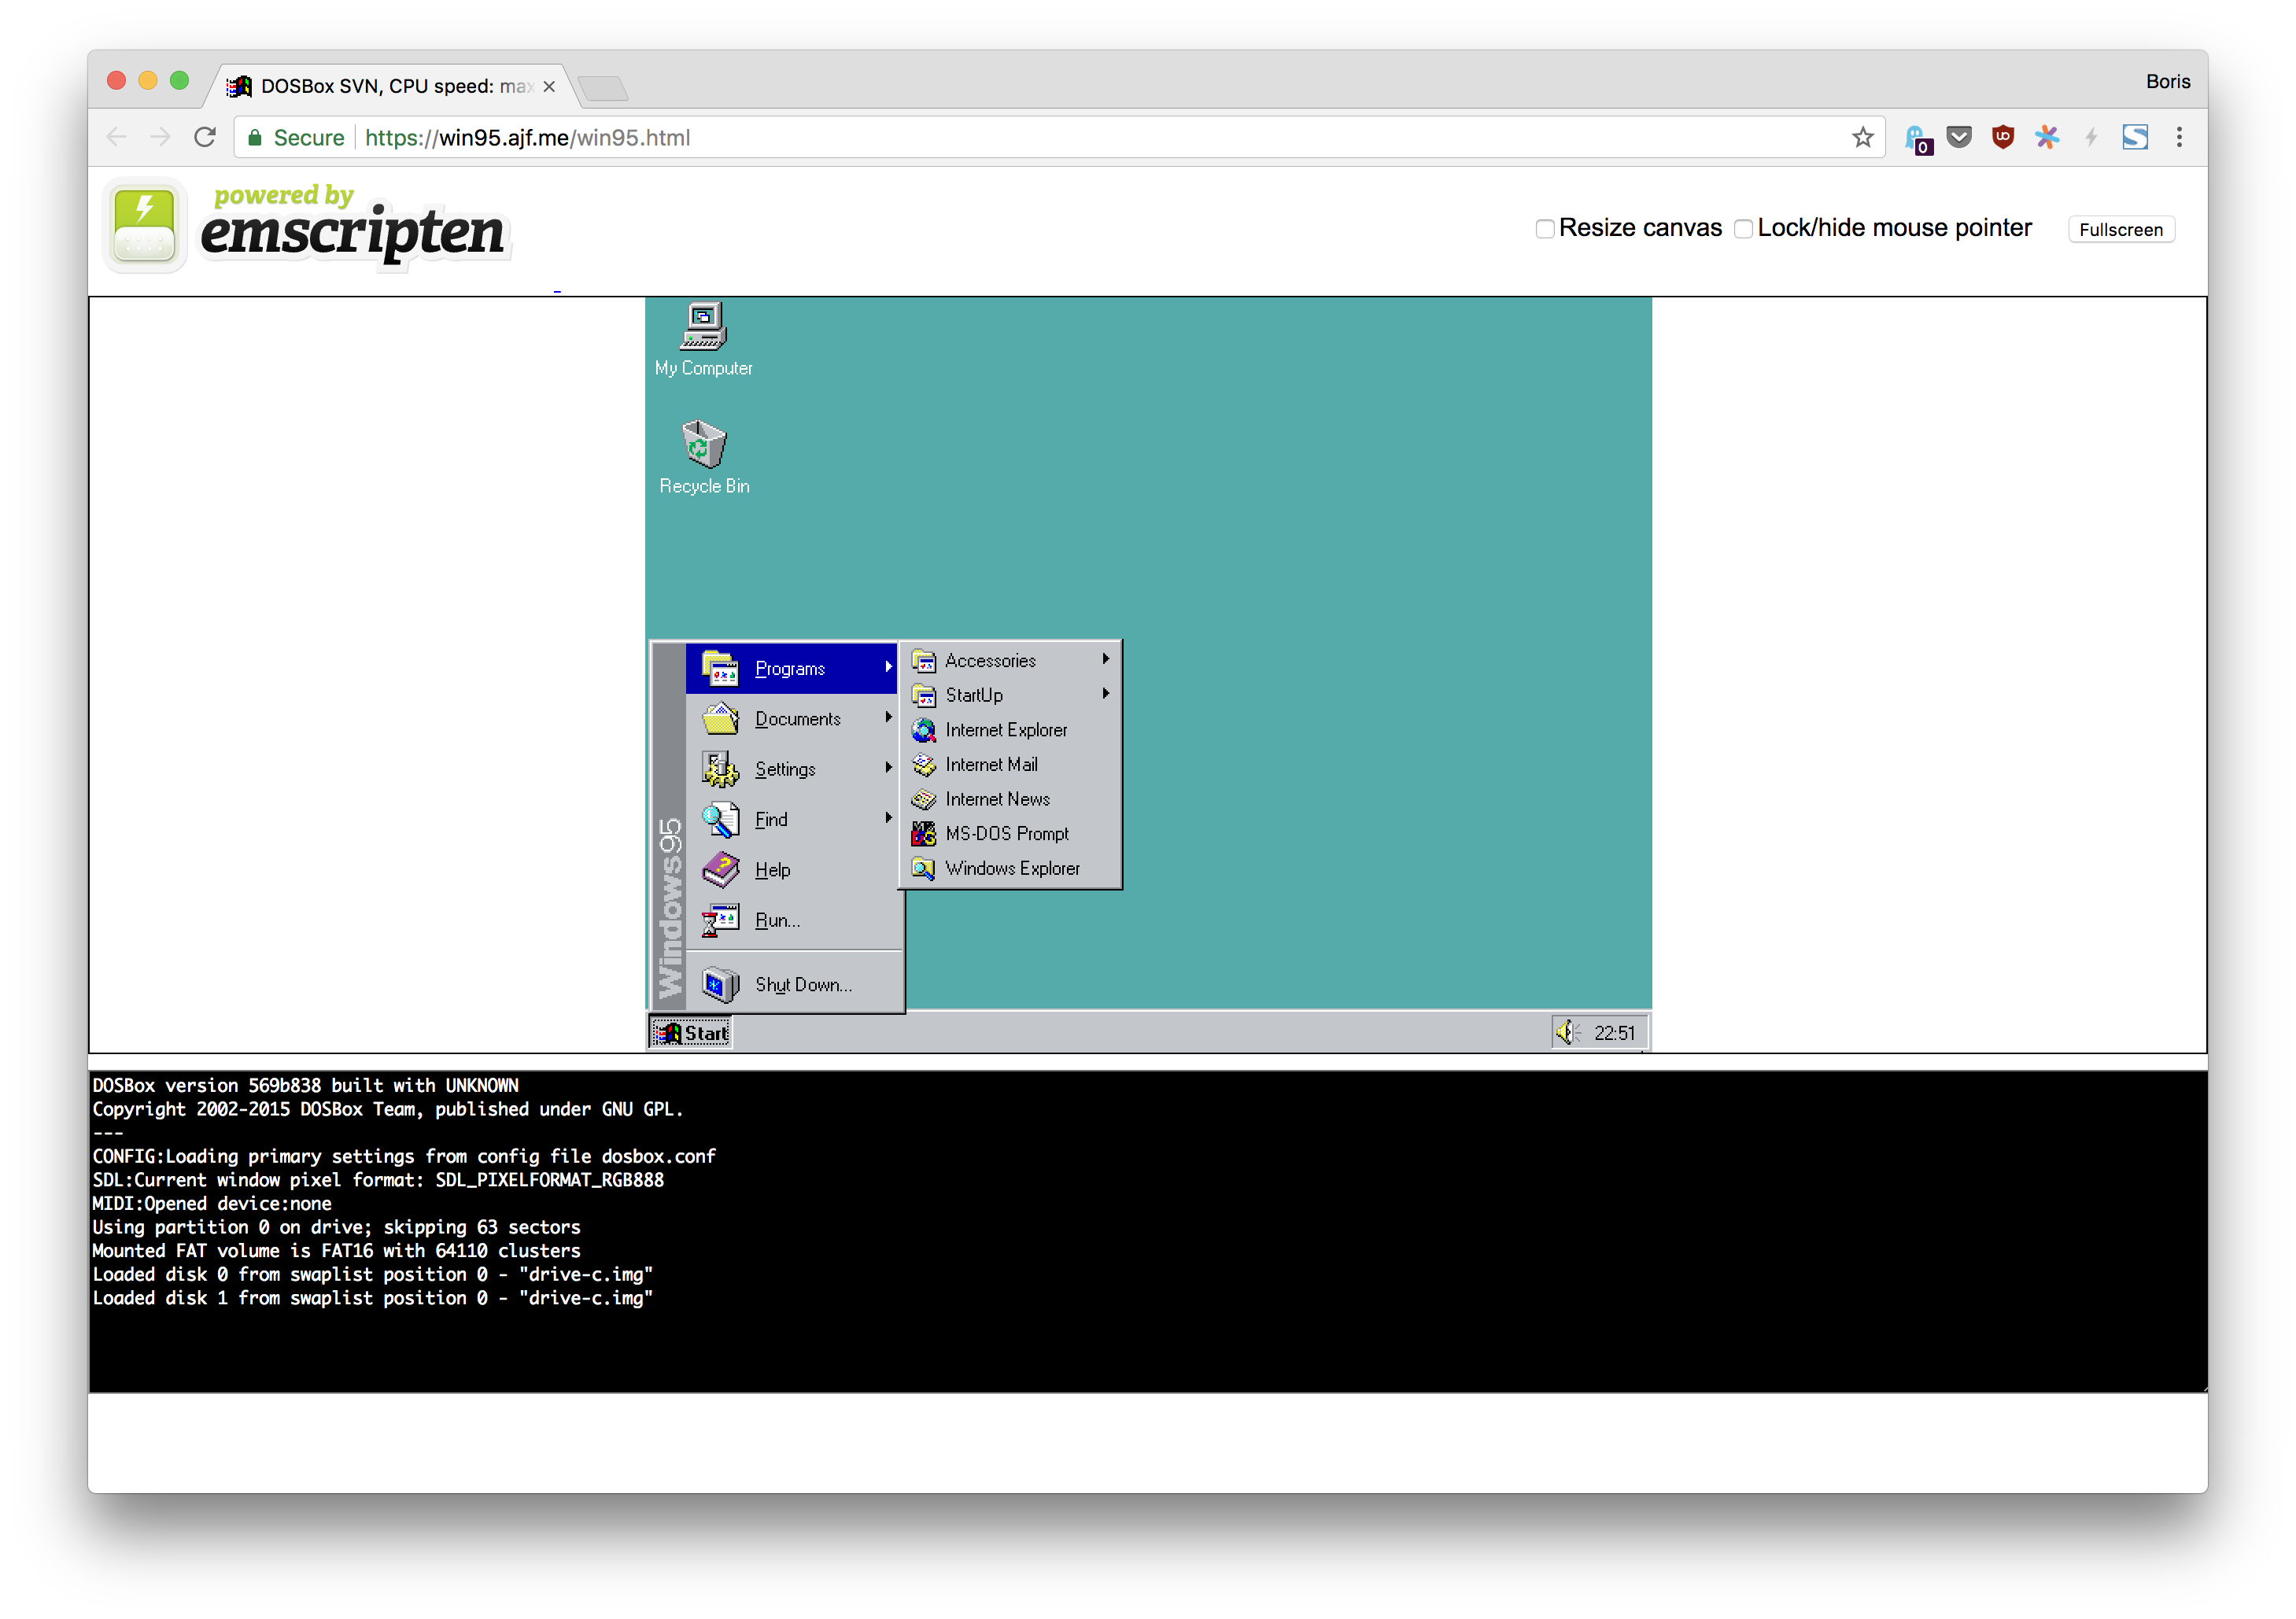 DOSBox SVN, CPU speed: max
Boris
Secure https://win95.ajf.me/win95.html
0
powered by
emscripten
Resize canvas Lock/hide mouse pointer Fullscreen
My Computer
Recycle Bin
Programs
Documents
Settings
Find
Help
Run...
Shut Down...
Windows95
Accessories
StartUp
Internet Explorer
Internet Mail
Internet News
MS-DOS Prompt
Windows Explorer
Start
22:51
DOSBox version 569b838 built with UNKNOWN
Copyright 2002-2015 DOSBox Team, published under GNU GPL.
---
CONFIG:Loading primary settings from config file dosbox.conf
SDL:Current window pixel format: SDL_PIXELFORMAT_RGB888
MIDI:Opened device:none
Using partition 0 on drive; skipping 63 sectors
Mounted FAT volume is FAT16 with 64110 clusters
Loaded disk 0 from swaplist position 0 - "drive-c.img"
Loaded disk 1 from swaplist position 0 - "drive-c.img"